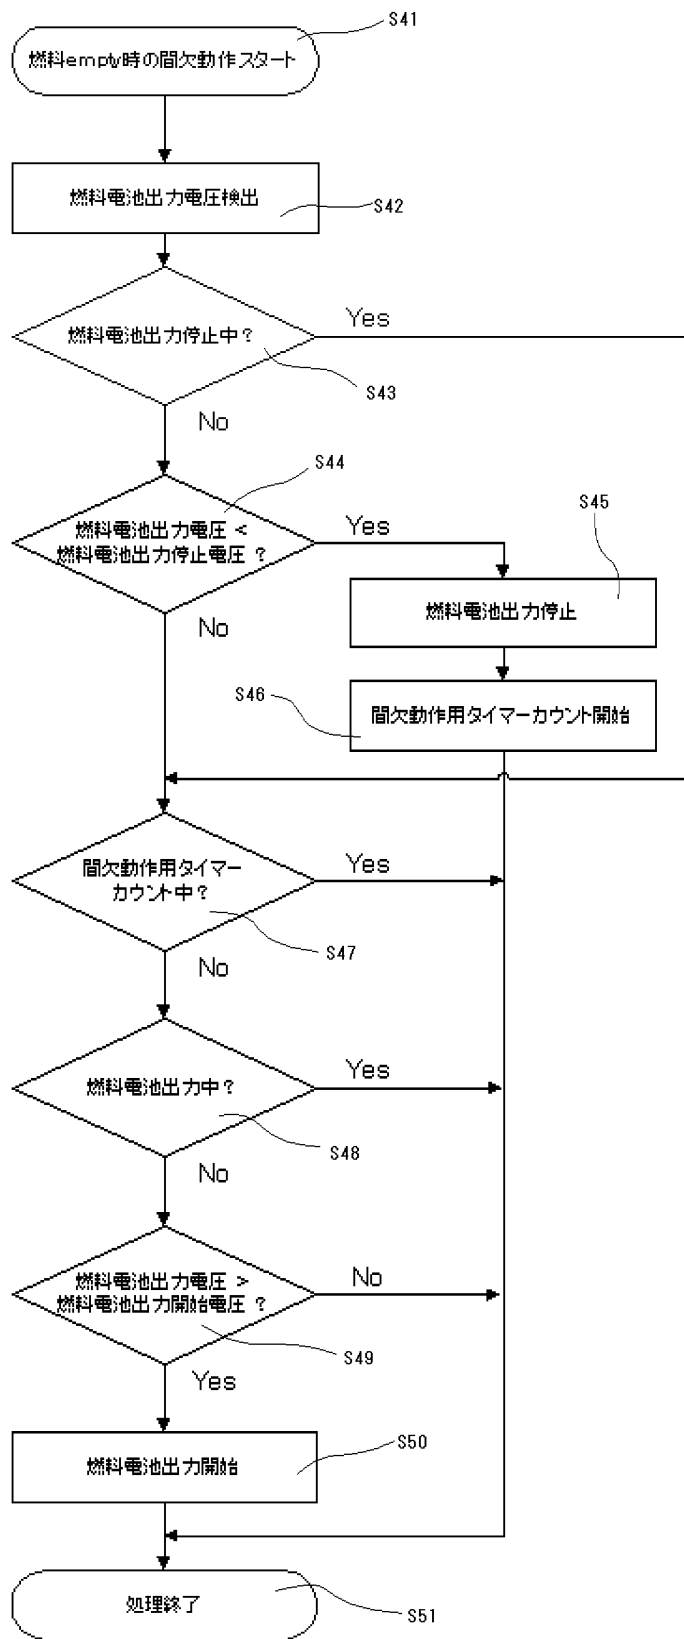 S41
燃料empty時の間欠動作スタート
燃料電池出力電圧検出
S42
燃料電池出力停止中?
Yes
S43
No
S44
燃料電池出力電圧 <
燃料電池出力停止電圧 ?
Yes
S45
No
燃料電池出力停止
S46
間欠動作用タイマーカウント開始
間欠動作用タイマー
カウント中?
Yes
S47
No
燃料電池出力中?
Yes
S48
No
燃料電池出力電圧 >
燃料電池出力開始電圧 ?
No
S49
Yes
燃料電池出力開始
S50
処理終了
S51